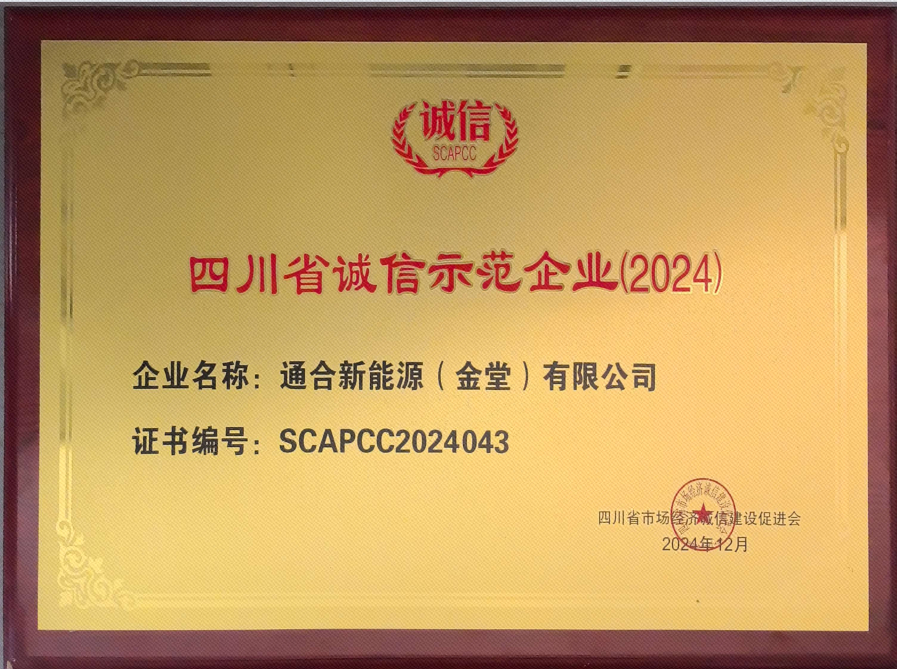 诚信
SCAPCC
四川省诚信示范企业(2024)
企业名称：通合新能源（金堂）有限公司
证书编号：SCAPCC2024043
四川省市场经济诚信建设促进会
2024年12月